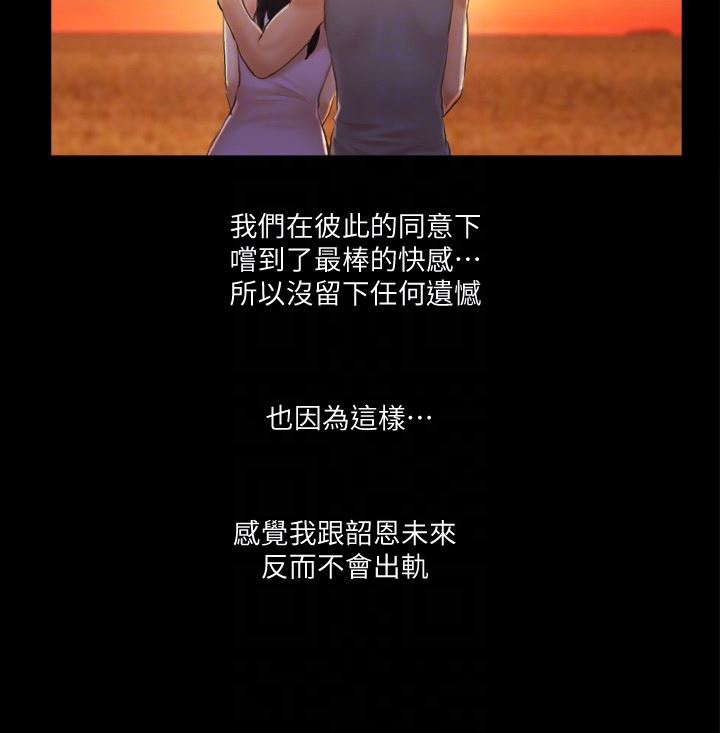 我們在彼此的同意下
嚐到了最棒的快感…
所以沒留下任何遺憾
也因為這樣…
感覺我跟韶恩未來
反而不會出軌